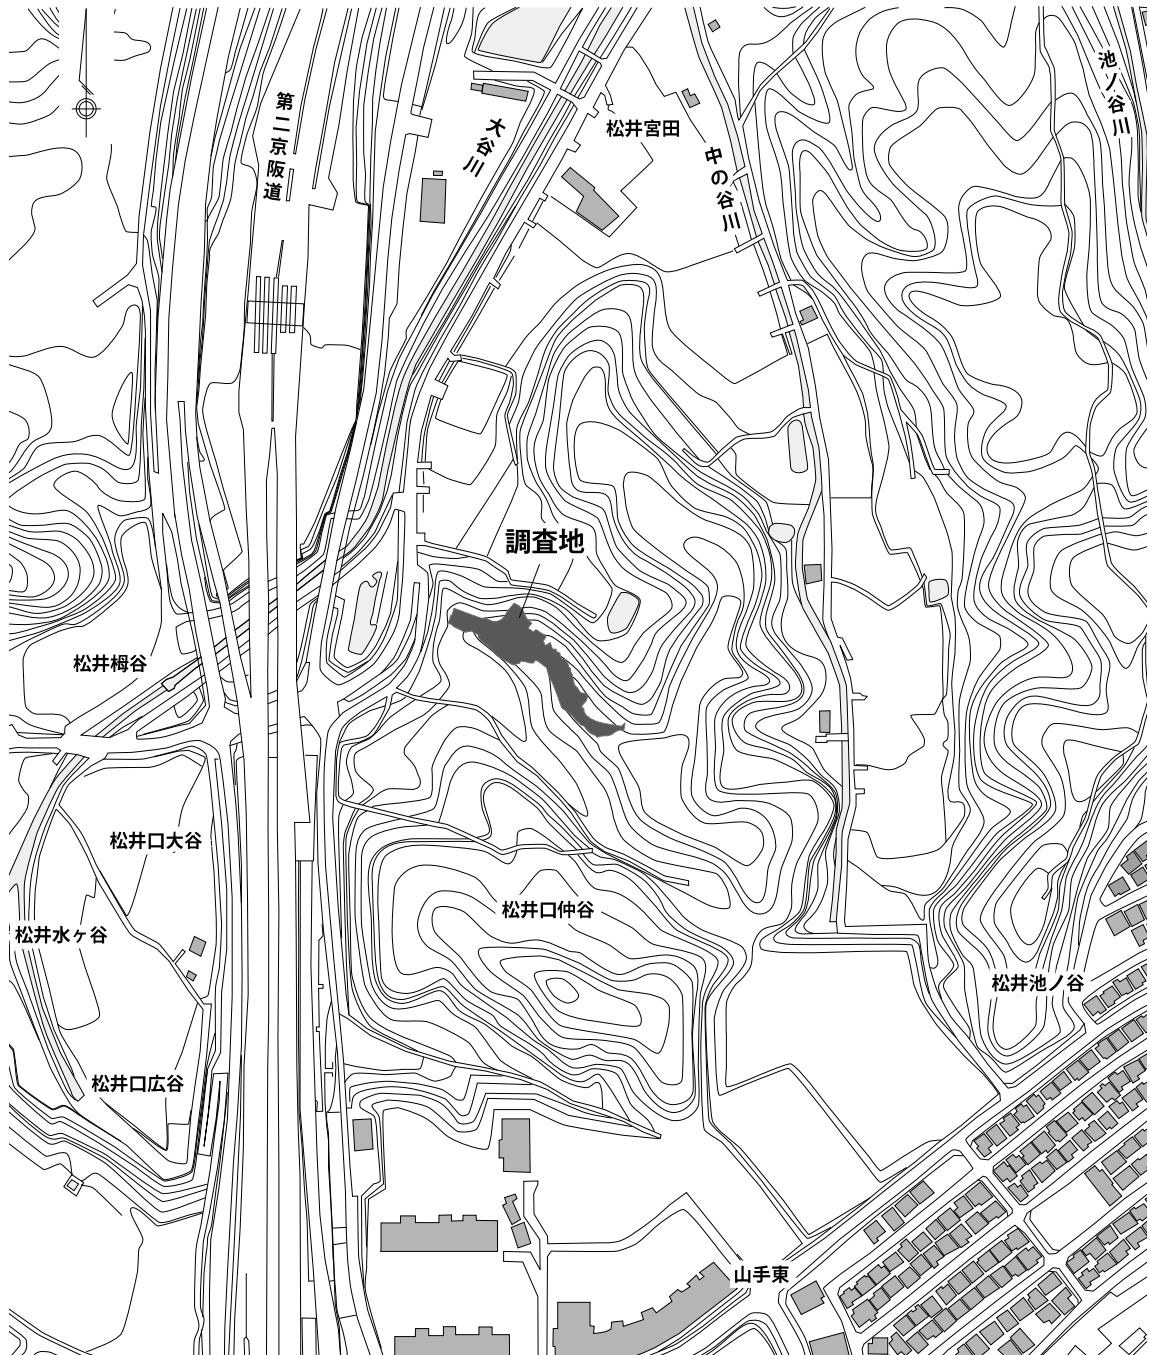 池ノ谷川
第二京阪道
大谷川
松井宮田
中の谷川
調査地
松井栂谷
松井口大谷
松井口仲谷
松井水ヶ谷
松井池ノ谷
松井口広谷
山手東